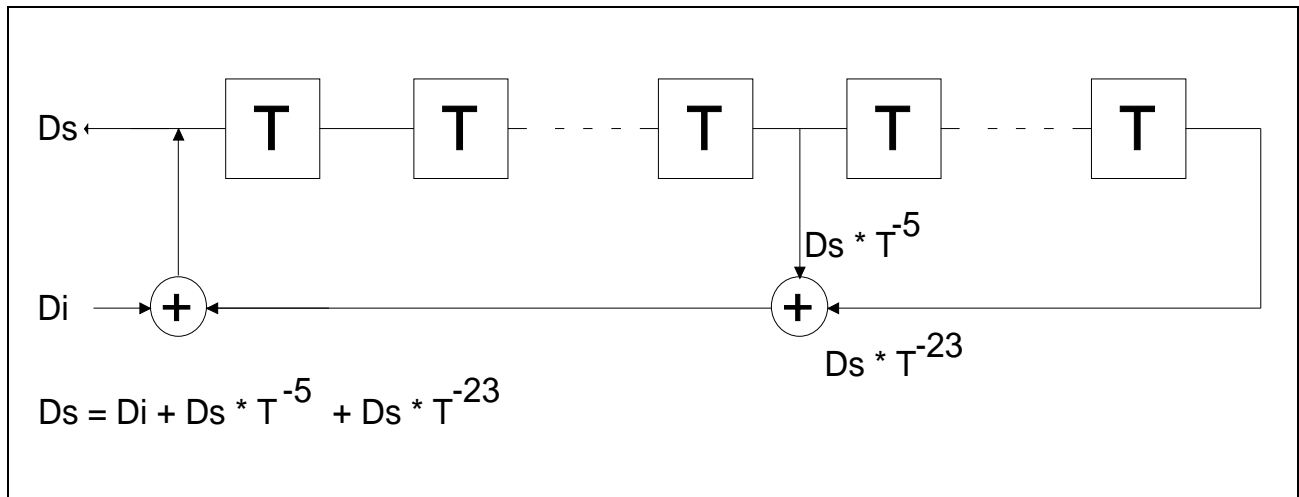 Ds T T T T T
Ds * T⁻⁵
Di + +
Ds * T⁻²³
Ds = Di + Ds * T⁻⁵ + Ds * T⁻²³